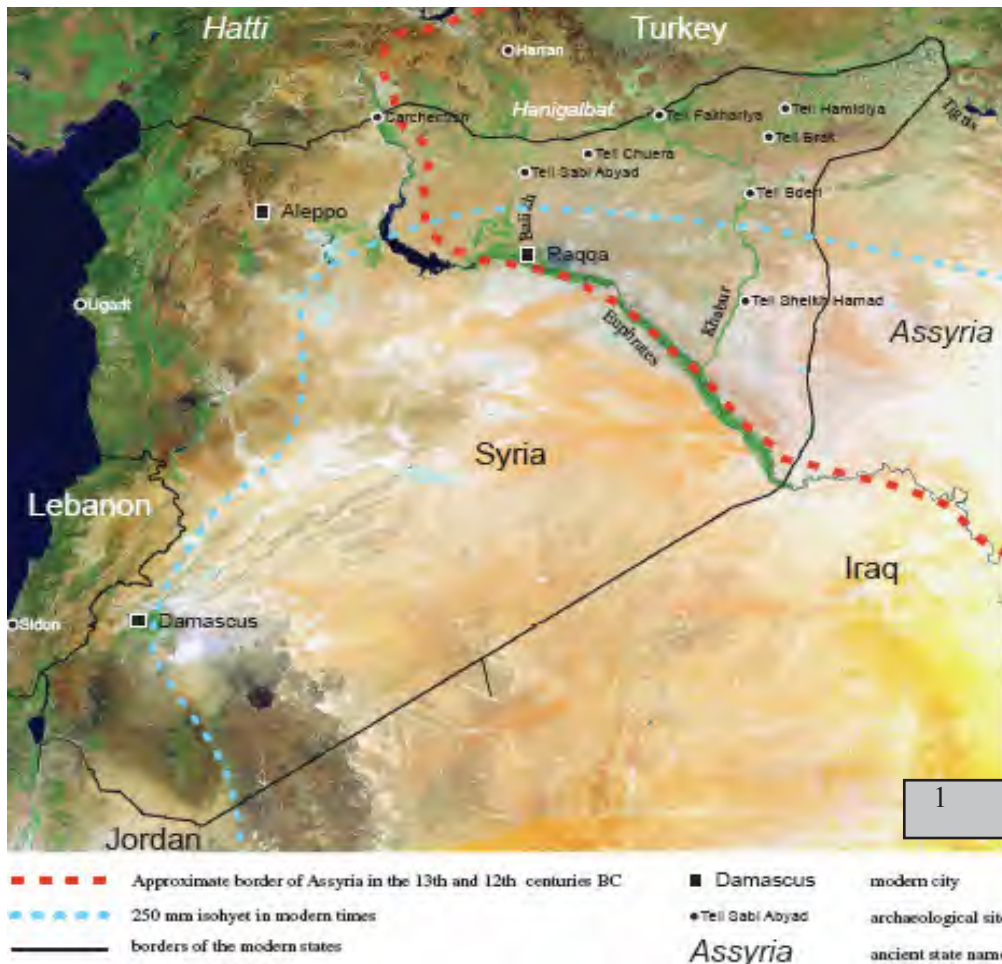 Hatti
Turkey
Harran
Hanigalbat
Carchemish
Tell Fakhariya
Tell Hamidiya
Tigris
Tell Brak
Tell Chuera
Tell Sabi Abyad
Tell Bderi
Aleppo
Balikh
Raqqa
Ugarit
Khabur
Tell Sheikh Hamad
Euphrates
Assyria
Syria
Lebanon
Iraq
Sidon
Damascus
1
Jordan
Approximate border of Assyria in the 13th and 12th centuries BC
250 mm isohyet in modern times
borders of the modern states
Damascus modern city
Tell Sabi Abyad archaeological site
Assyria ancient state name